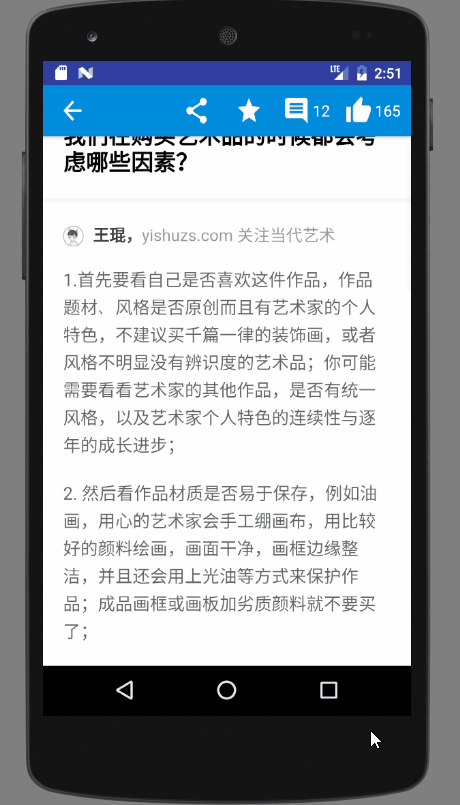 LTE 2:51
12 165
我们在购买艺术品的时候都会考
虑哪些因素？
王琨，yishuzs.com 关注当代艺术
1.首先要看自己是否喜欢这件作品，作品
题材、风格是否原创而且有艺术家的个人
特色，不建议买千篇一律的装饰画，或者
风格不明显没有辨识度的艺术品；你可能
需要看看艺术家的其他作品，是否有统一
风格，以及艺术家个人特色的连续性与逐
年的成长进步；
2. 然后看作品材质是否易于保存，例如油
画，用心的艺术家会手工绷画布，用比较
好的颜料绘画，画面干净，画框边缘整
洁，并且还会用上光油等方式来保护作
品；成品画框或画板加劣质颜料就不要买
了；